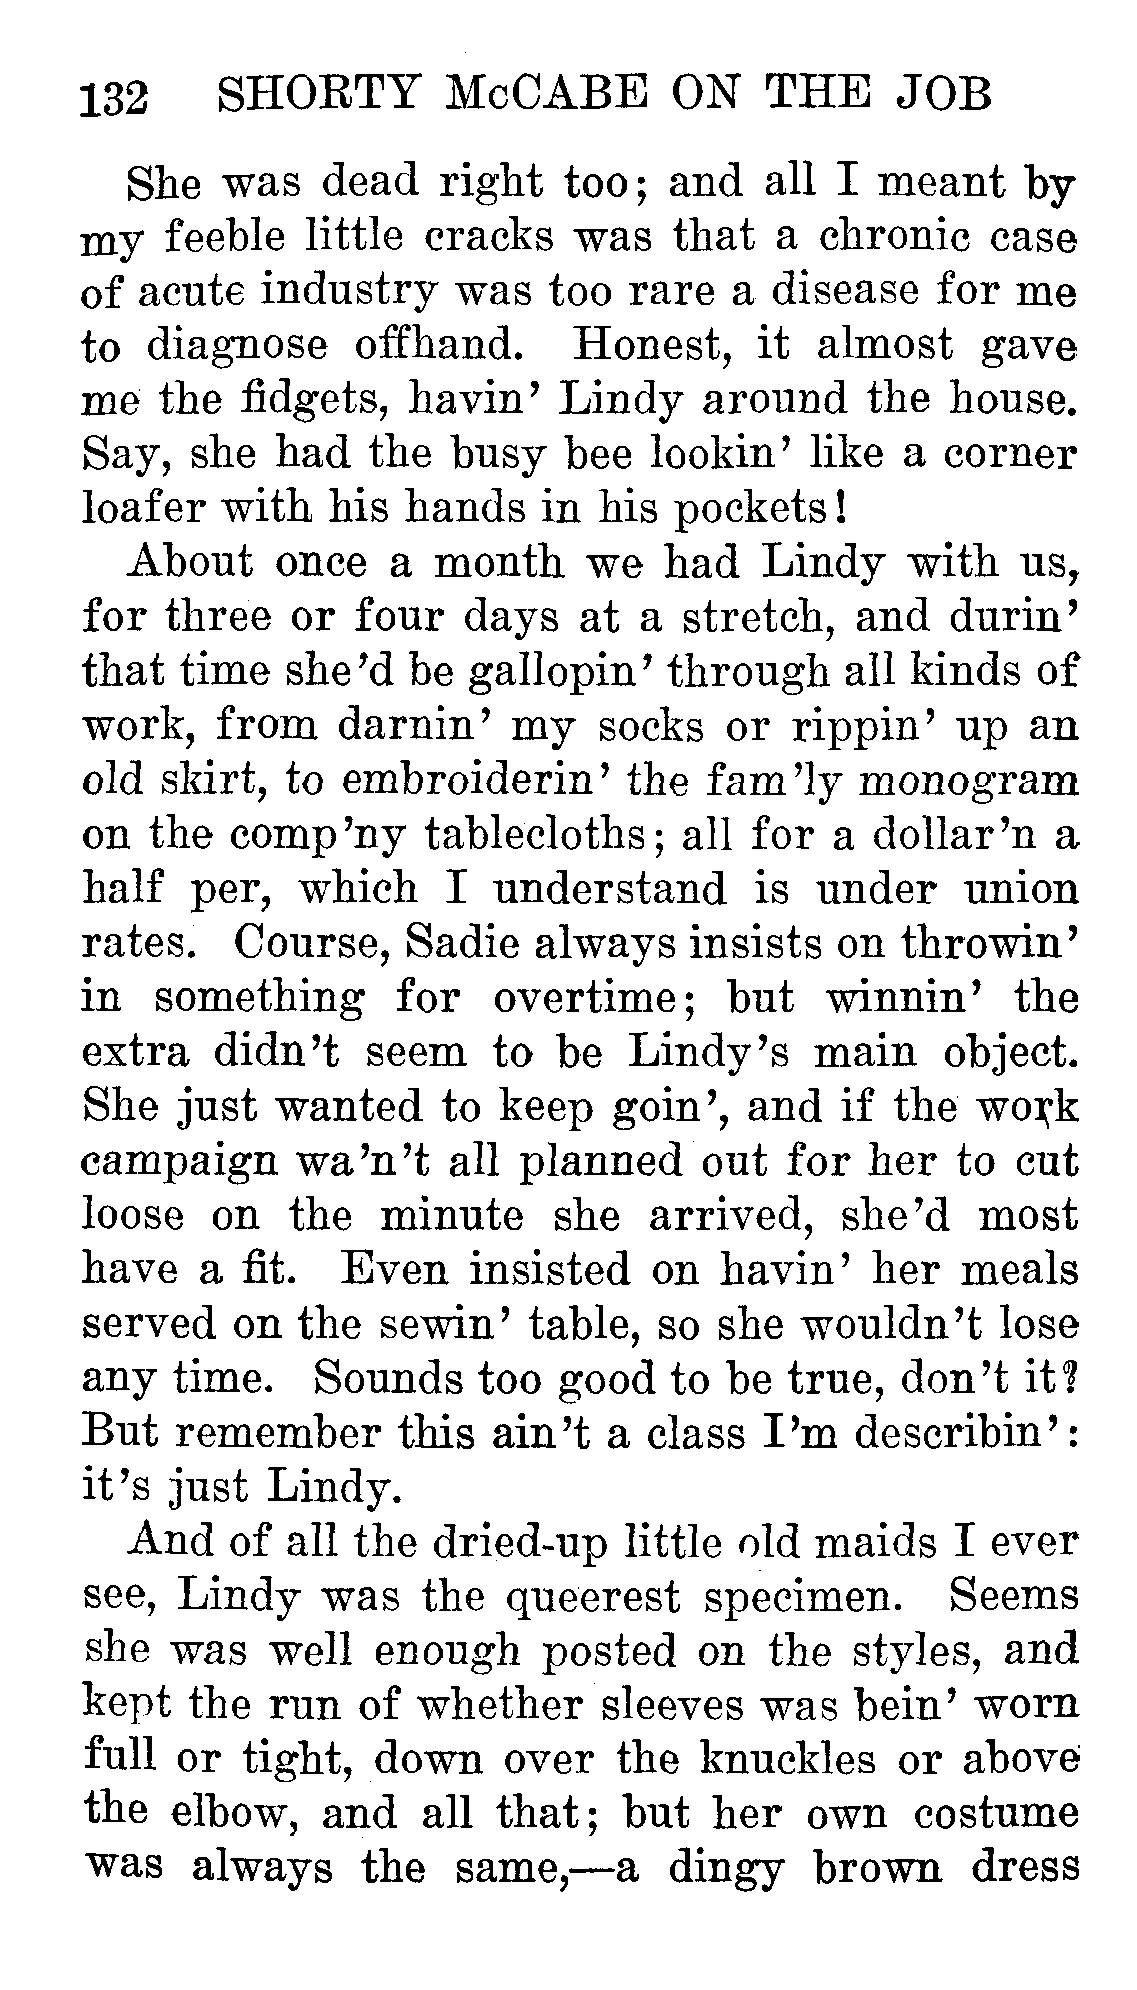 132 SHORTY McCABE ON THE JOB
She was dead right too; and all I meant by
my feeble little cracks was that a chronic case
of acute industry was too rare a disease for me
to diagnose offhand. Honest, it almost gave
me the fidgets, havin' Lindy around the house.
Say, she had the busy bee lookin' like a corner
loafer with his hands in his pockets!
About once a month we had Lindy with us,
for three or four days at a stretch, and durin'
that time she'd be gallopin' through all kinds of
work, from darnin' my socks or rippin' up an
old skirt, to embroiderin' the fam'ly monogram
on the comp'ny tablecloths; all for a dollar'n a
half per, which I understand is under union
rates. Course, Sadie always insists on throwin'
in something for overtime; but winnin' the
extra didn't seem to be Lindy's main object.
She just wanted to keep goin', and if the work
campaign wa'n't all planned out for her to cut
loose on the minute she arrived, she'd most
have a fit. Even insisted on havin' her meals
served on the sewin' table, so she wouldn't lose
any time. Sounds too good to be true, don't it?
But remember this ain't a class I'm describin':
it's just Lindy.
And of all the dried-up little old maids I ever
see, Lindy was the queerest specimen. Seems
she was well enough posted on the styles, and
kept the run of whether sleeves was bein' worn
full or tight, down over the knuckles or above
the elbow, and all that; but her own costume
was always the same,—a dingy brown dress